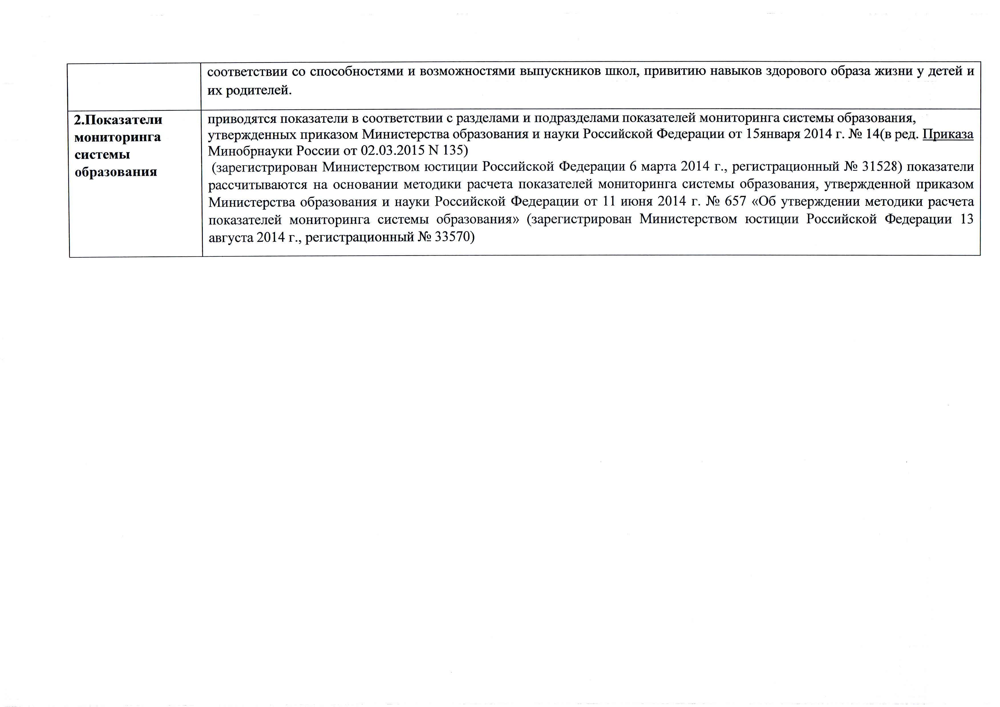 соответствии со способностями и возможностями выпускников школ, привитию навыков здорового образа жизни у детей и
их родителей.
2.Показатели
мониторинга
системы
образования
приводятся показатели в соответствии с разделами и подразделами показателей мониторинга системы образования,
утвержденных приказом Министерства образования и науки Российской Федерации от 15января 2014 г. № 14(в ред. Приказа
Минобрнауки России от 02.03.2015 N 135)
(зарегистрирован Министерством юстиции Российской Федерации 6 марта 2014 г., регистрационный № 31528) показатели
рассчитываются на основании методики расчета показателей мониторинга системы образования, утвержденной приказом
Министерства образования и науки Российской Федерации от 11 июня 2014 г. № 657 «Об утверждении методики расчета
показателей мониторинга системы образования» (зарегистрирован Министерством юстиции Российской Федерации 13
августа 2014 г., регистрационный № 33570)